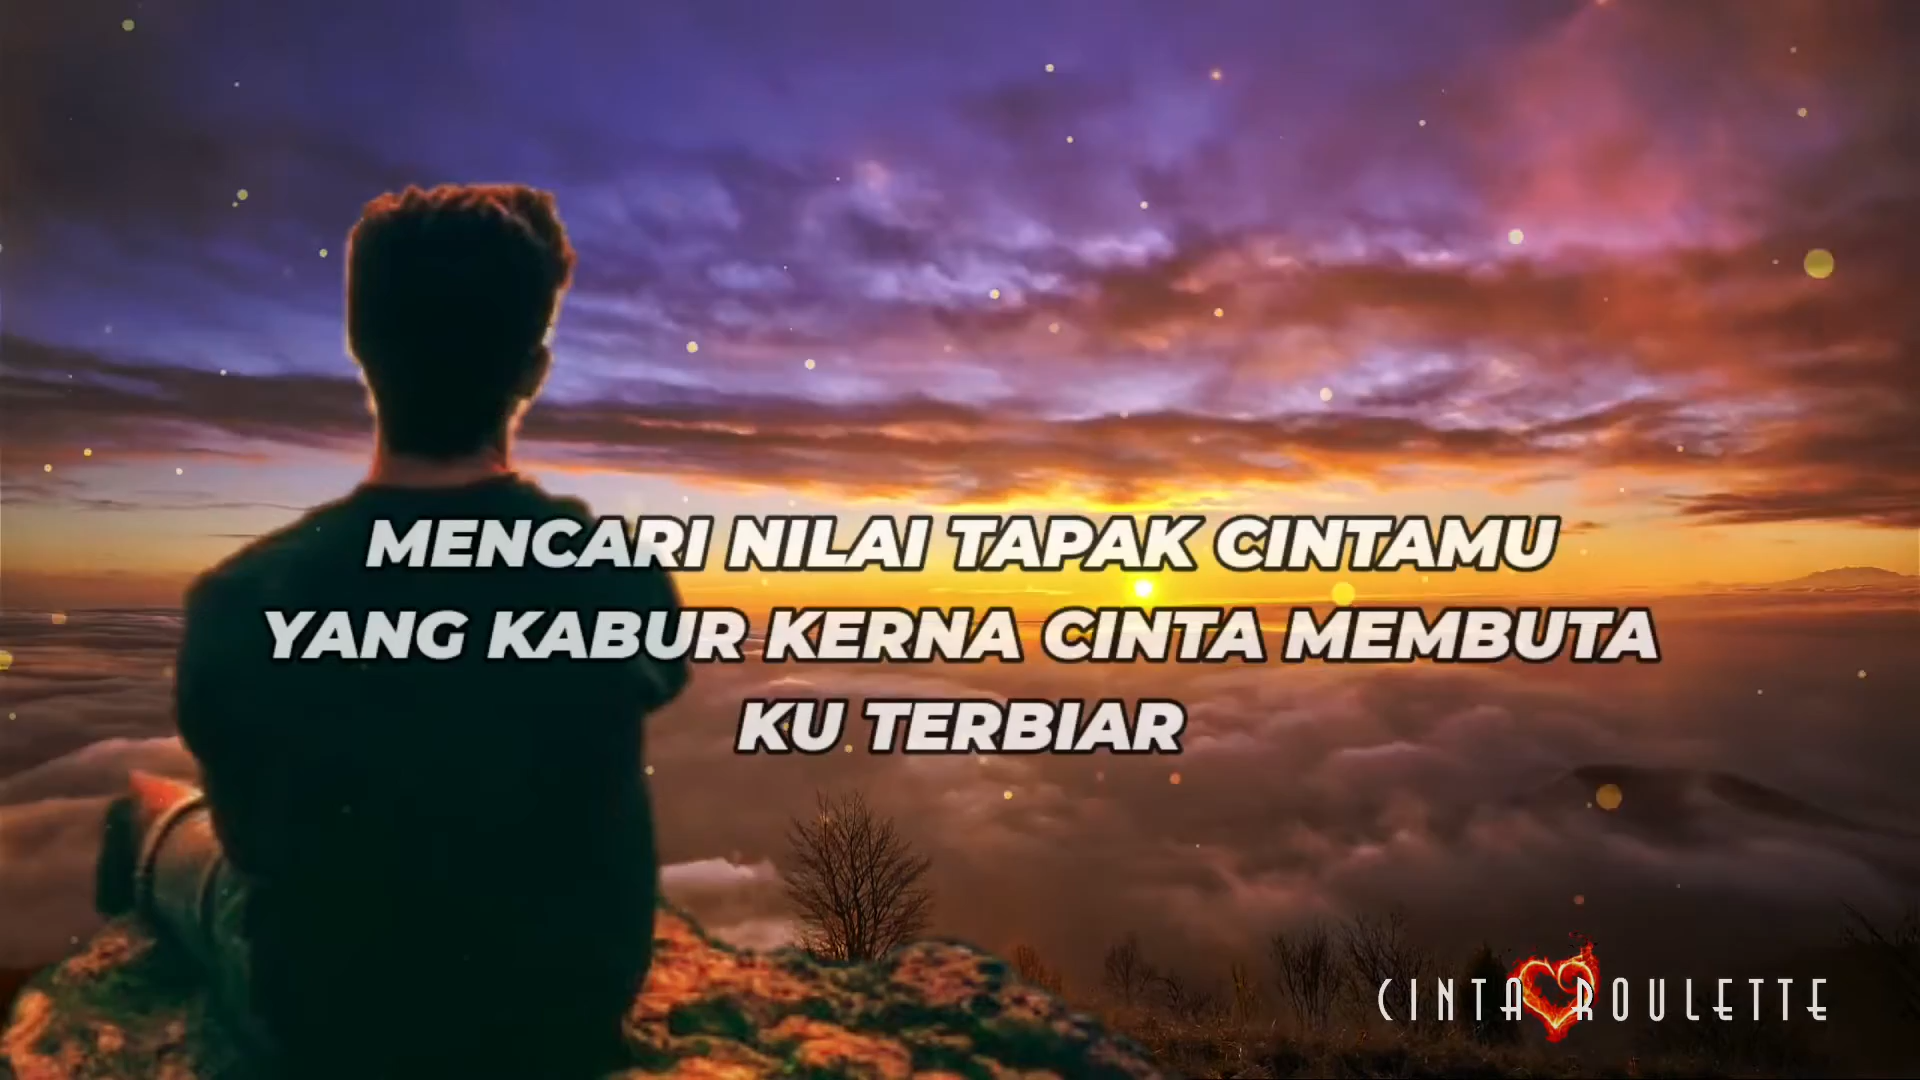 MENCARI NILAI TAPAK CINTAMU
YANG KABUR KERNA CINTA MEMBUTA
KU TERBIAR
CINTA ROULETTE